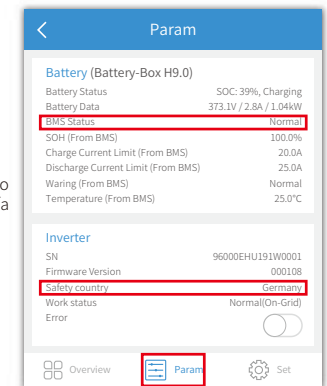 Param
Battery (Battery-Box H9.0)
Battery Status SOC: 39%, Charging
Battery Data 373.1V / 2.8A / 1.04kW
BMS Status Normal
SOH (From BMS) 100.0%
Charge Current Limit (From BMS) 20.0A
Discharge Current Limit (From BMS) 25.0A
Waring (From BMS) Normal
Temperature (From BMS) 25.0°C
Inverter
SN 96000EHU191W0001
Firmware Version 000108
Safety country Germany
Work status Normal(On-Grid)
Error
Overview Param Set